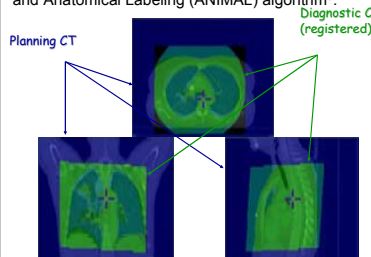 and Anatomical Labeling (ANIMAL) algorithm
Diagnostic C
(registered)
Planning CT